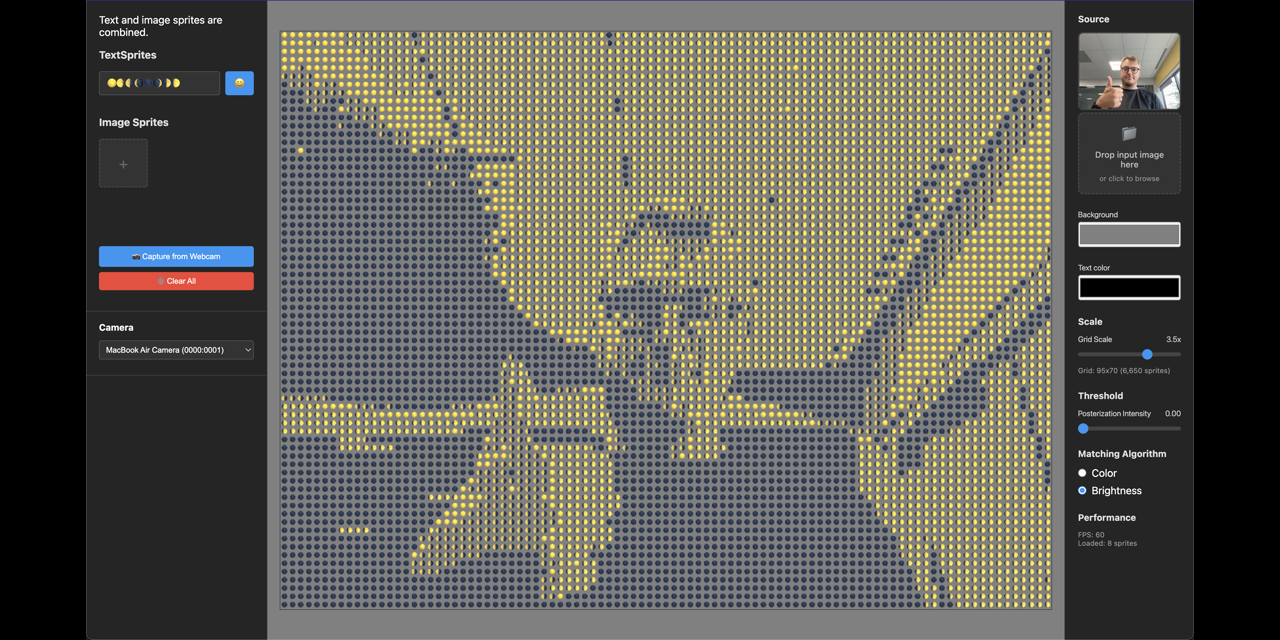 Text and image sprites are
combined.
TextSprites
🌕🌖🌗🌘🌑🌒🌓🌔
😀
Image Sprites
+
📷 Capture from Webcam
🗑 Clear All
Camera
MacBook Air Camera (0000:0001)
Source
Drop input image
here
or click to browse
Background
Text color
Scale
Grid Scale 3.5x
Grid: 95x70 (6,650 sprites)
Threshold
Posterization Intensity 0.00
Matching Algorithm
Color
Brightness
Performance
FPS: 60
Loaded: 8 sprites